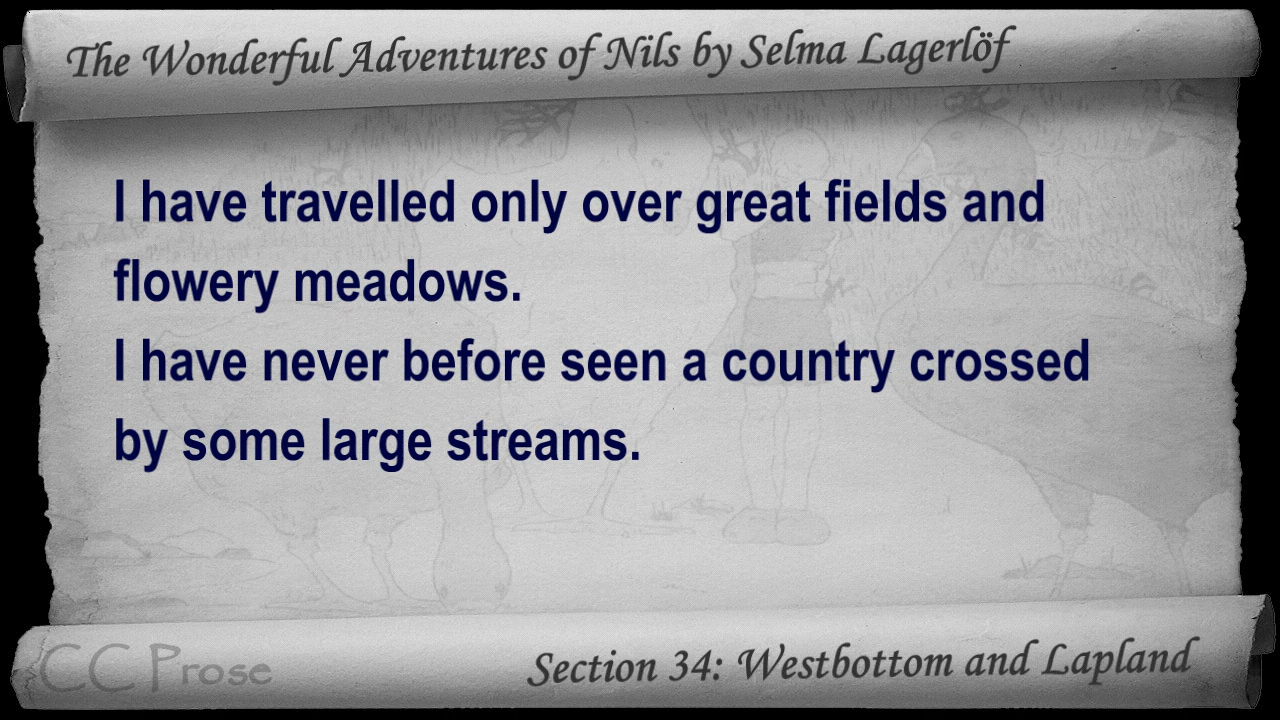 The Wonderful Adventures of Nils by Selma Lagerlöf
I have travelled only over great fields and
flowery meadows.
I have never before seen a country crossed
by some large streams.
CC Prose
Section 34: Westbottom and Lapland